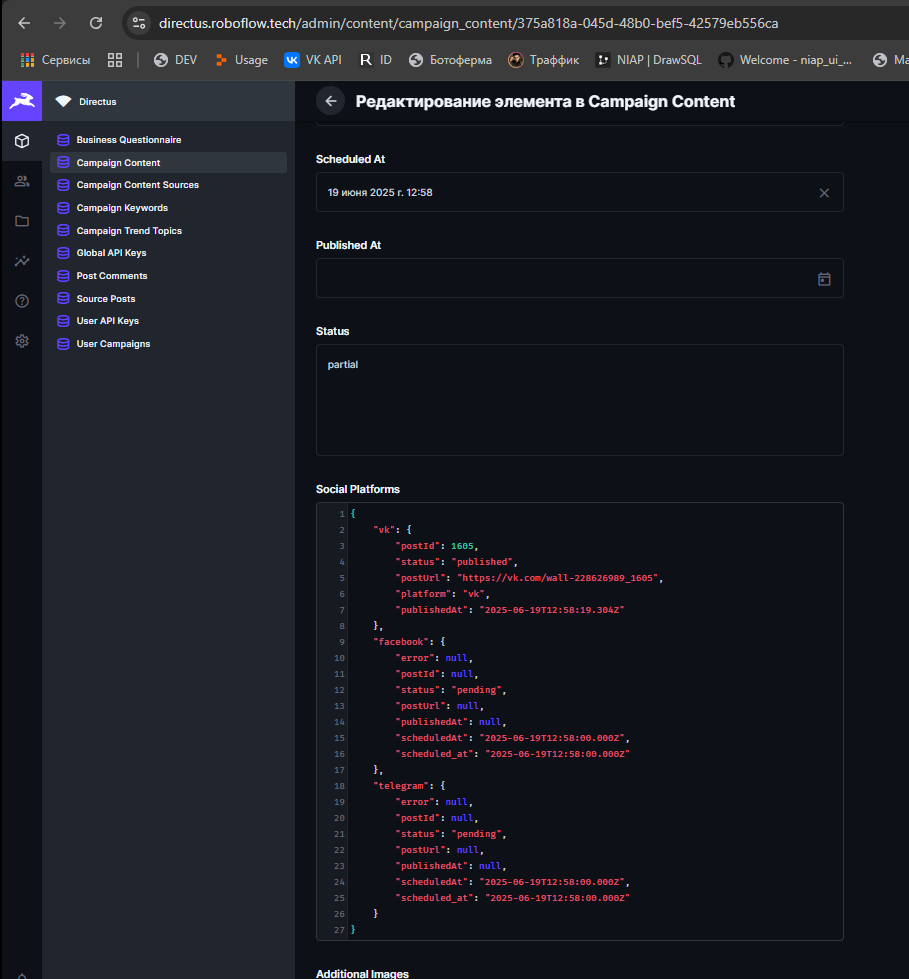 directus.roboflow.tech/admin/content/campaign_content/375a818a-045d-48b0-bef5-42579eb556ca
Сервисы DEV Usage VK API R ID Ботоферма Траффик NIAP | DrawSQL Welcome - niap_ui_... Ma
Directus
Редактирование элемента в Campaign Content
Business Questionnaire
Campaign Content
Campaign Content Sources
Campaign Keywords
Campaign Trend Topics
Global API Keys
Post Comments
Source Posts
User API Keys
User Campaigns
Scheduled At
19 июня 2025 г. 12:58
Published At
Status
partial
Social Platforms
1 {
2 "vk": {
3 "postId": 1605,
4 "status": "published",
5 "postUrl": "https://vk.com/wall-228626989_1605",
6 "platform": "vk",
7 "publishedAt": "2025-06-19T12:58:19.304Z"
8 },
9 "facebook": {
10 "error": null,
11 "postId": null,
12 "status": "pending",
13 "postUrl": null,
14 "publishedAt": null,
15 "scheduledAt": "2025-06-19T12:58:00.000Z",
16 "scheduled_at": "2025-06-19T12:58:00.000Z"
17 },
18 "telegram": {
19 "error": null,
20 "postId": null,
21 "status": "pending",
22 "postUrl": null,
23 "publishedAt": null,
24 "scheduledAt": "2025-06-19T12:58:00.000Z",
25 "scheduled_at": "2025-06-19T12:58:00.000Z"
26 }
27 }
Additional Images